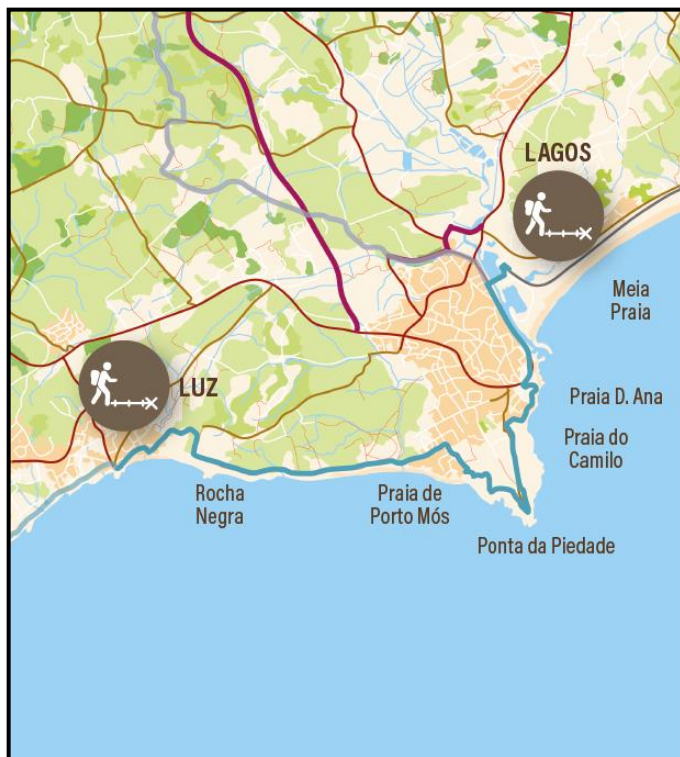 LAGOS
Meia
Praia
LUZ
Praia D. Ana
Praia do
Camilo
Rocha
Negra
Praia de
Porto Mós
Ponta da Piedade